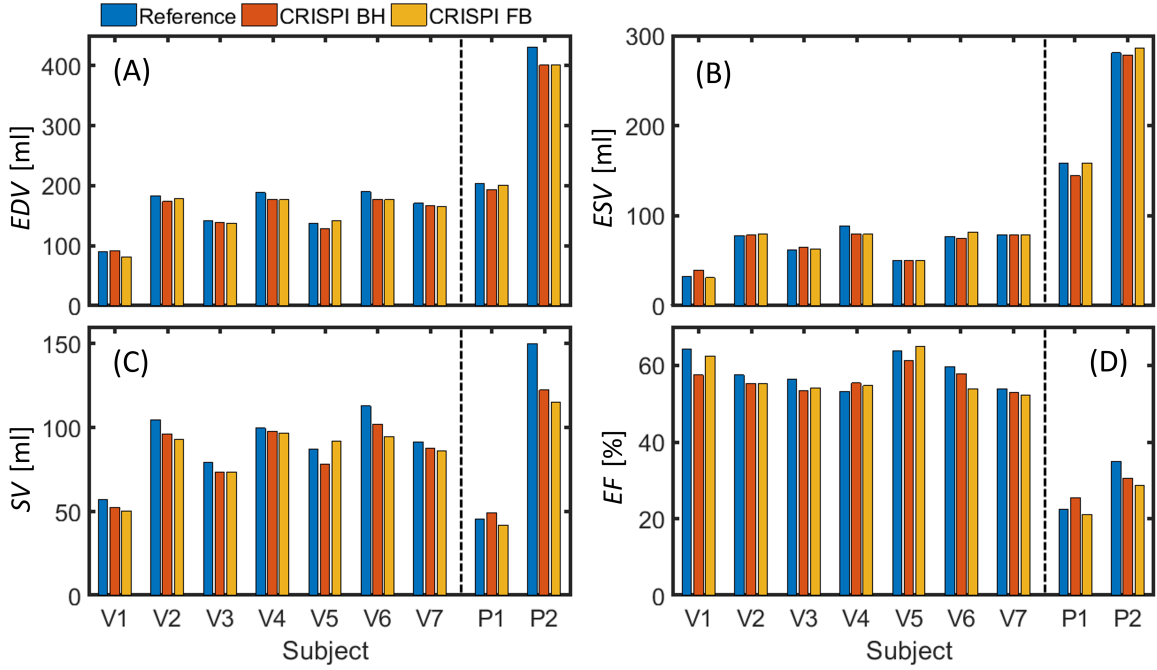 Reference CRISPI BH CRISPI FB
(A)
EDV [ml]
400
300
200
100
0
(B)
ESV [ml]
300
200
100
0
(C)
SV [ml]
150
100
50
0
V1 V2 V3 V4 V5 V6 V7 P1 P2
Subject
(D)
EF [%]
60
40
20
0
V1 V2 V3 V4 V5 V6 V7 P1 P2
Subject